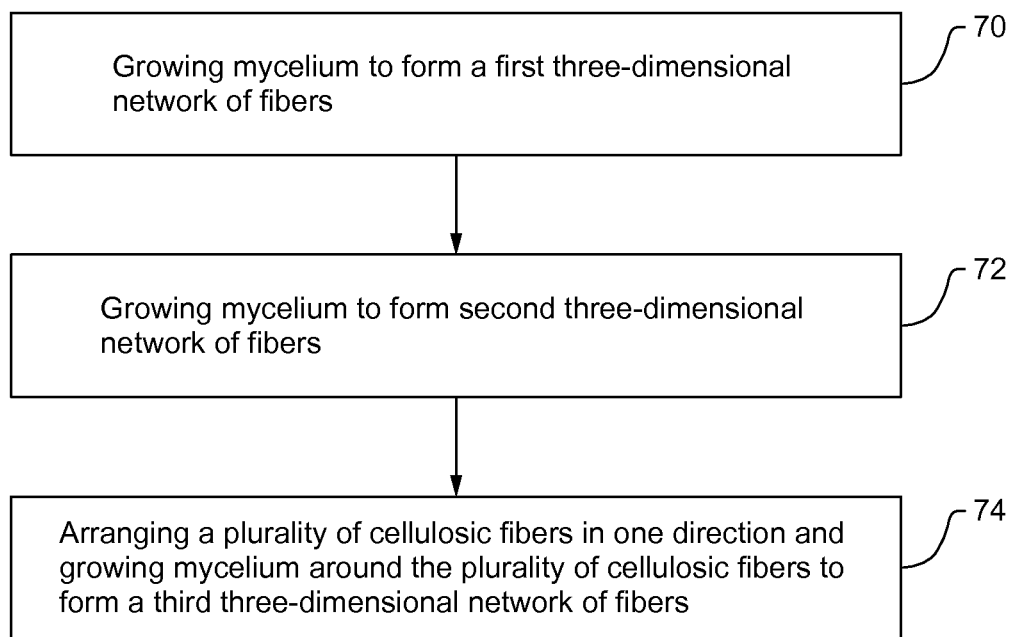 70
Growing mycelium to form a first three-dimensional
network of fibers
72
Growing mycelium to form second three-dimensional
network of fibers
74
Arranging a plurality of cellulosic fibers in one direction and
growing mycelium around the plurality of cellulosic fibers to
form a third three-dimensional network of fibers